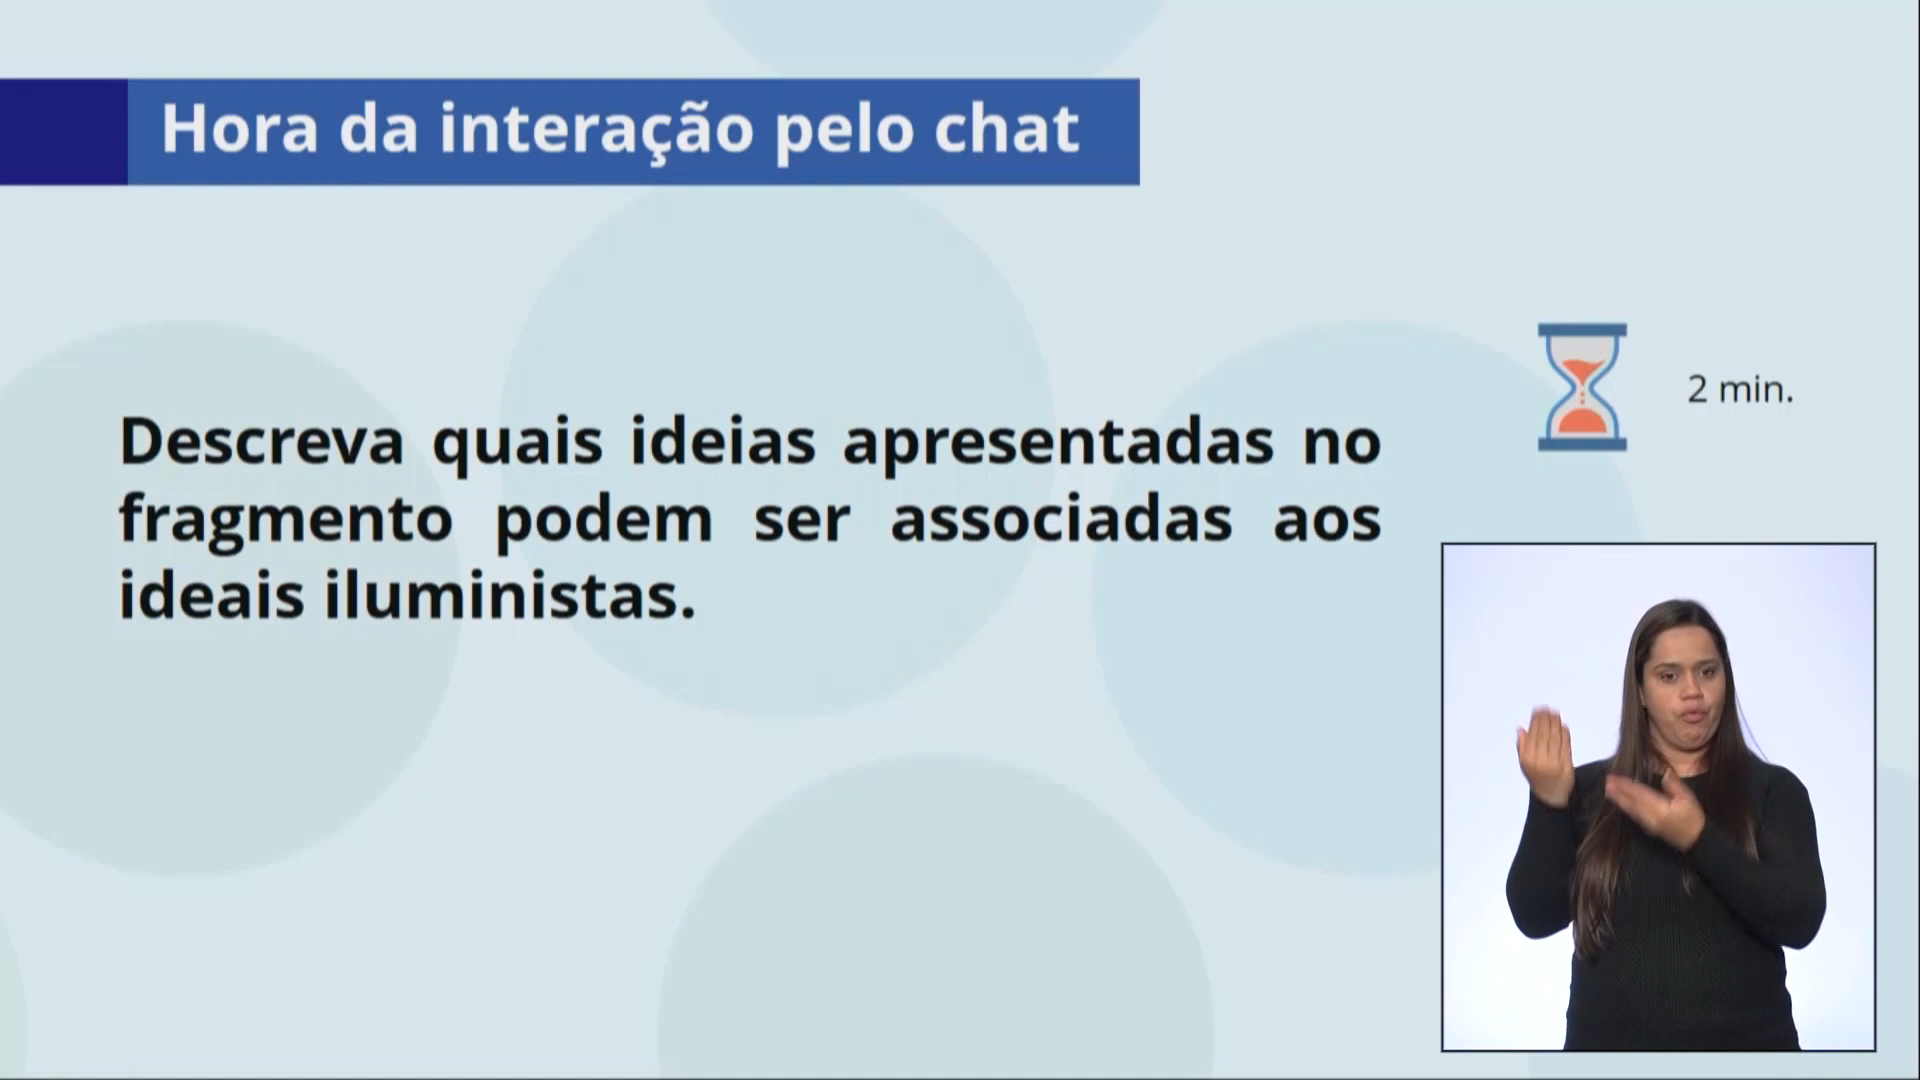 Hora da interação pelo chat
2 min.
Descreva quais ideias apresentadas no
fragmento podem ser associadas aos
ideais iluministas.